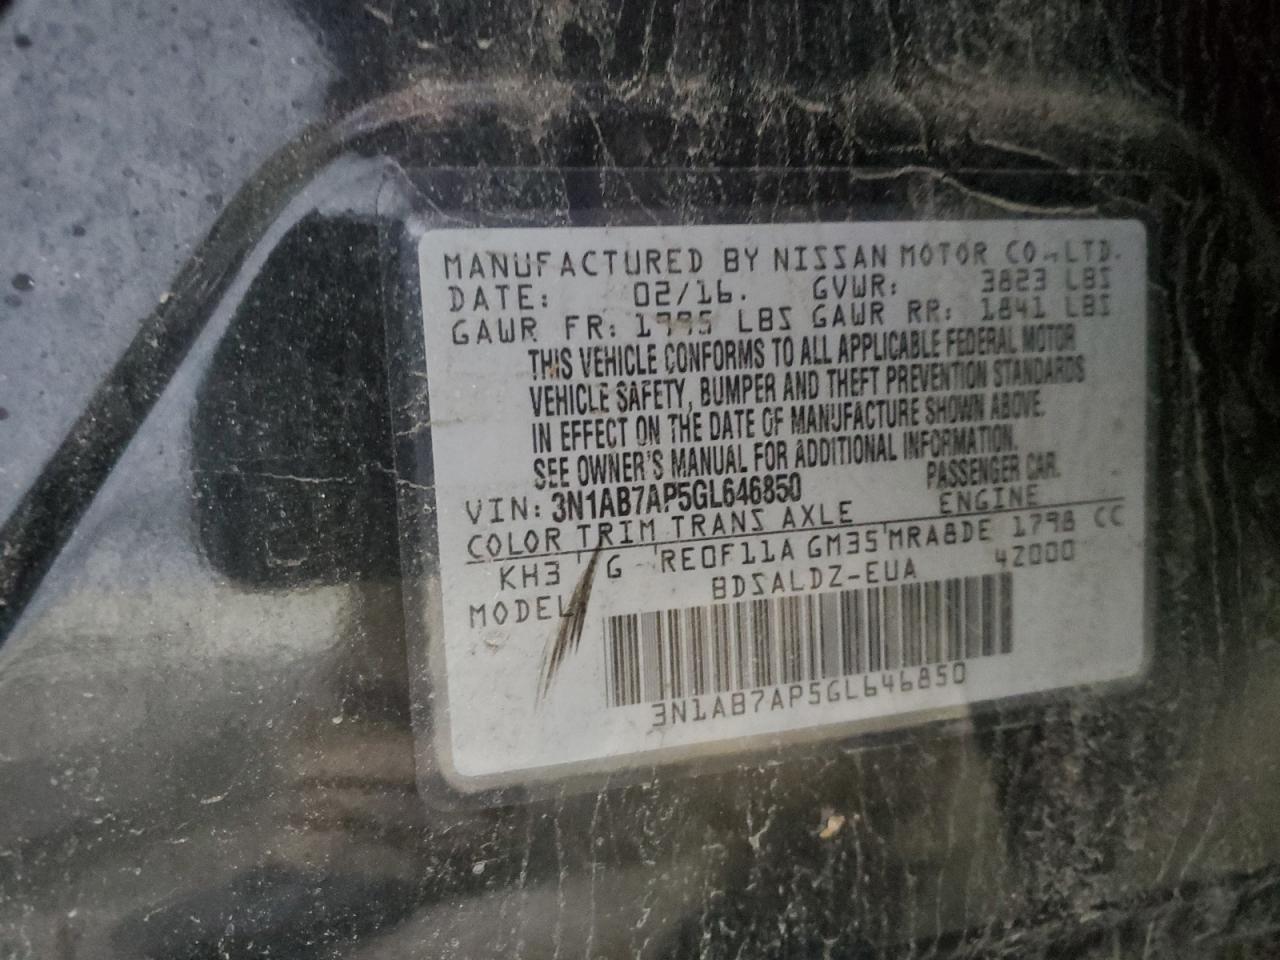 MANUFACTURED BY NISSAN MOTOR CO.,LTD.
DATE: 02/16. GVWR: 3823 LBS
GAWR FR: 1995 LBS GAWR RR: 1841 LBS
THIS VEHICLE CONFORMS TO ALL APPLICABLE FEDERAL MOTOR
VEHICLE SAFETY, BUMPER AND THEFT PREVENTION STANDARDS
IN EFFECT ON THE DATE OF MANUFACTURE SHOWN ABOVE.
SEE OWNER'S MANUAL FOR ADDITIONAL INFORMATION.
VIN: 3N1AB7AP5GL646850 PASSENGER CAR.
COLOR TRIM TRANS AXLE ENGINE
KH3 G RE0F11A GM35 MRA8DE 1798 CC
MODEL BDSALDZ-EUA 4Z000
3N1AB7AP5GL646850